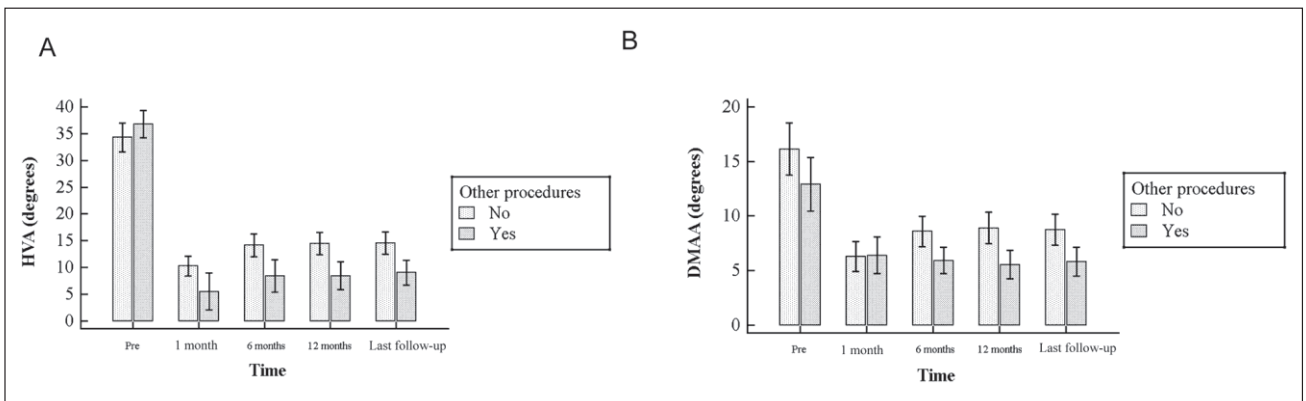 A
HVA (degrees)
40
35
30
25
20
15
10
5
0
Pre
1 month
6 months
12 months
Last follow-up
Time
Other procedures
No
Yes
B
DMAA (degrees)
20
15
10
5
0
Pre
1 month
6 months
12 months
Last follow-up
Time
Other procedures
No
Yes